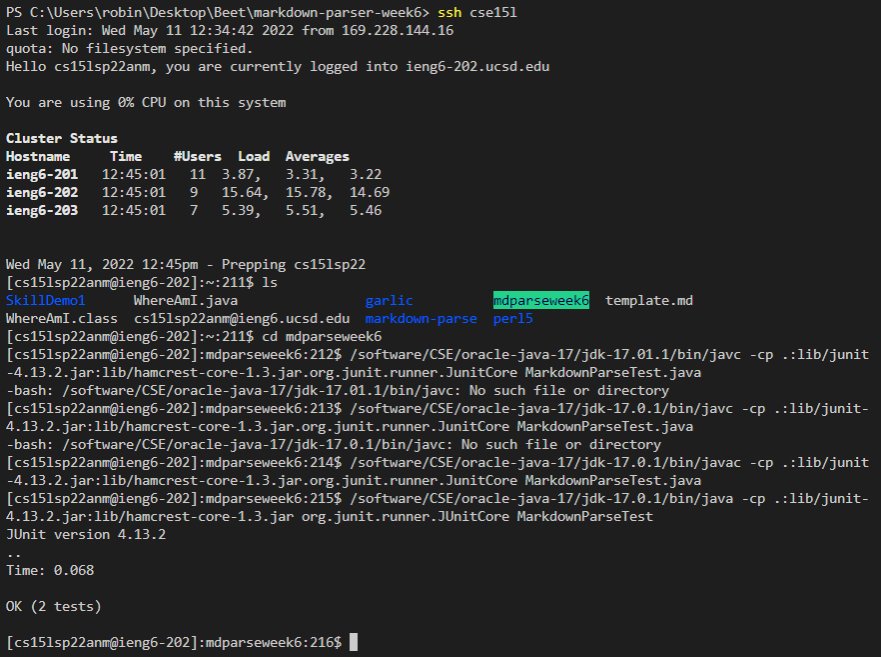 PS C:\Users\robin\Desktop\Beet\markdown-parser-week6> ssh cse15l
Last login: Wed May 11 12:34:42 2022 from 169.228.144.16
quota: No filesystem specified.
Hello cs15lsp22anm, you are currently logged into ieng6-202.ucsd.edu
You are using 0% CPU on this system
Cluster Status
Hostname     Time    #Users  Load  Averages
ieng6-201   12:45:01   11  3.87,   3.31,   3.22
ieng6-202   12:45:01   9   15.64,  15.78,  14.69
ieng6-203   12:45:01   7   5.39,   5.51,   5.46
Wed May 11, 2022 12:45pm - Prepping cs15lsp22
[cs15lsp22anm@ieng6-202]:~:211$ ls
SkillDemo1      WhereAmI.java                garlic          mdparseweek6  template.md
WhereAmI.class  cs15lsp22anm@ieng6.ucsd.edu  markdown-parse  perl5
[cs15lsp22anm@ieng6-202]:~:211$ cd mdparseweek6
[cs15lsp22anm@ieng6-202]:mdparseweek6:212$ /software/CSE/oracle-java-17/jdk-17.01.1/bin/javc -cp .:lib/junit
-4.13.2.jar:lib/hamcrest-core-1.3.jar.org.junit.runner.JunitCore MarkdownParseTest.java
-bash: /software/CSE/oracle-java-17/jdk-17.01.1/bin/javc: No such file or directory
[cs15lsp22anm@ieng6-202]:mdparseweek6:213$ /software/CSE/oracle-java-17/jdk-17.0.1/bin/javc -cp .:lib/junit-
4.13.2.jar:lib/hamcrest-core-1.3.jar.org.junit.runner.JunitCore MarkdownParseTest.java
-bash: /software/CSE/oracle-java-17/jdk-17.0.1/bin/javc: No such file or directory
[cs15lsp22anm@ieng6-202]:mdparseweek6:214$ /software/CSE/oracle-java-17/jdk-17.0.1/bin/javac -cp .:lib/junit
-4.13.2.jar:lib/hamcrest-core-1.3.jar.org.junit.runner.JunitCore MarkdownParseTest.java
[cs15lsp22anm@ieng6-202]:mdparseweek6:215$ /software/CSE/oracle-java-17/jdk-17.0.1/bin/java -cp .:lib/junit-
4.13.2.jar:lib/hamcrest-core-1.3.jar org.junit.runner.JUnitCore MarkdownParseTest
JUnit version 4.13.2
..
Time: 0.068
OK (2 tests)
[cs15lsp22anm@ieng6-202]:mdparseweek6:216$